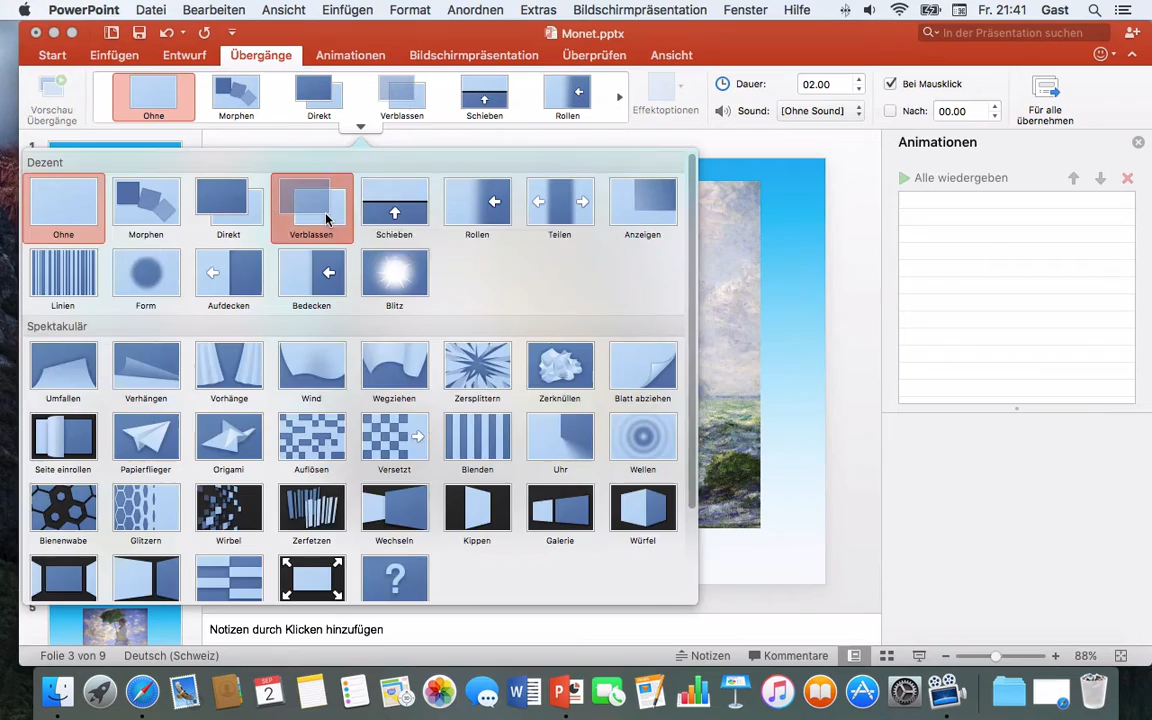 PowerPoint Datei Bearbeiten Ansicht Einfügen Format Anordnen Extras Bildschirmpräsentation Fenster Hilfe Fr. 21:41 Gast
Monet.pptx
In der Präsentation suchen
Start Einfügen Entwurf Übergänge Animationen Bildschirmpräsentation Überprüfen Ansicht
Vorschau Übergänge
Ohne Morphen Direkt Verblassen Schieben Rollen
Effektoptionen
Dauer: 02.00
Sound: [Ohne Sound]
Bei Mausklick
Nach: 00.00
Für alle übernehmen
Dezent
Ohne Morphen Direkt Verblassen Schieben Rollen Teilen Anzeigen
Linien Form Aufdecken Bedecken Blitz
Spektakulär
Umfallen Verhängen Vorhänge Wind Wegziehen Zersplittern Zerknüllen Blatt abziehen
Seite einrollen Papierflieger Origami Auflösen Versetzt Blenden Uhr Wellen
Bienenwabe Glitzern Wirbel Zerfetzen Wechseln Kippen Galerie Würfel
?
Animationen
Alle wiedergeben
Notizen durch Klicken hinzufügen
Folie 3 von 9 Deutsch (Schweiz) Notizen Kommentare 88%
SEP
2